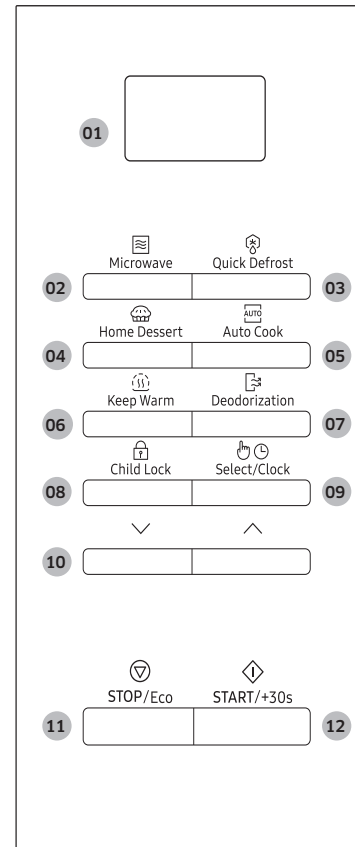 01
Microwave Quick Defrost
02 03
Home Dessert AUTO Auto Cook
04 05
Keep Warm Deodorization
06 07
Child Lock Select/Clock
08 09
10
STOP/Eco START/+30s
11 12